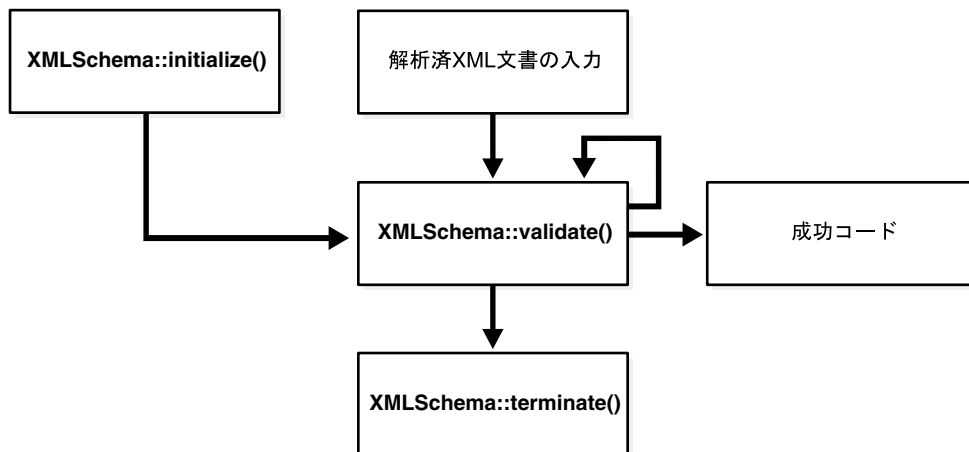 XMLSchema::initialize()
解析済XML文書の入力
XMLSchema::validate()
成功コード
XMLSchema::terminate()